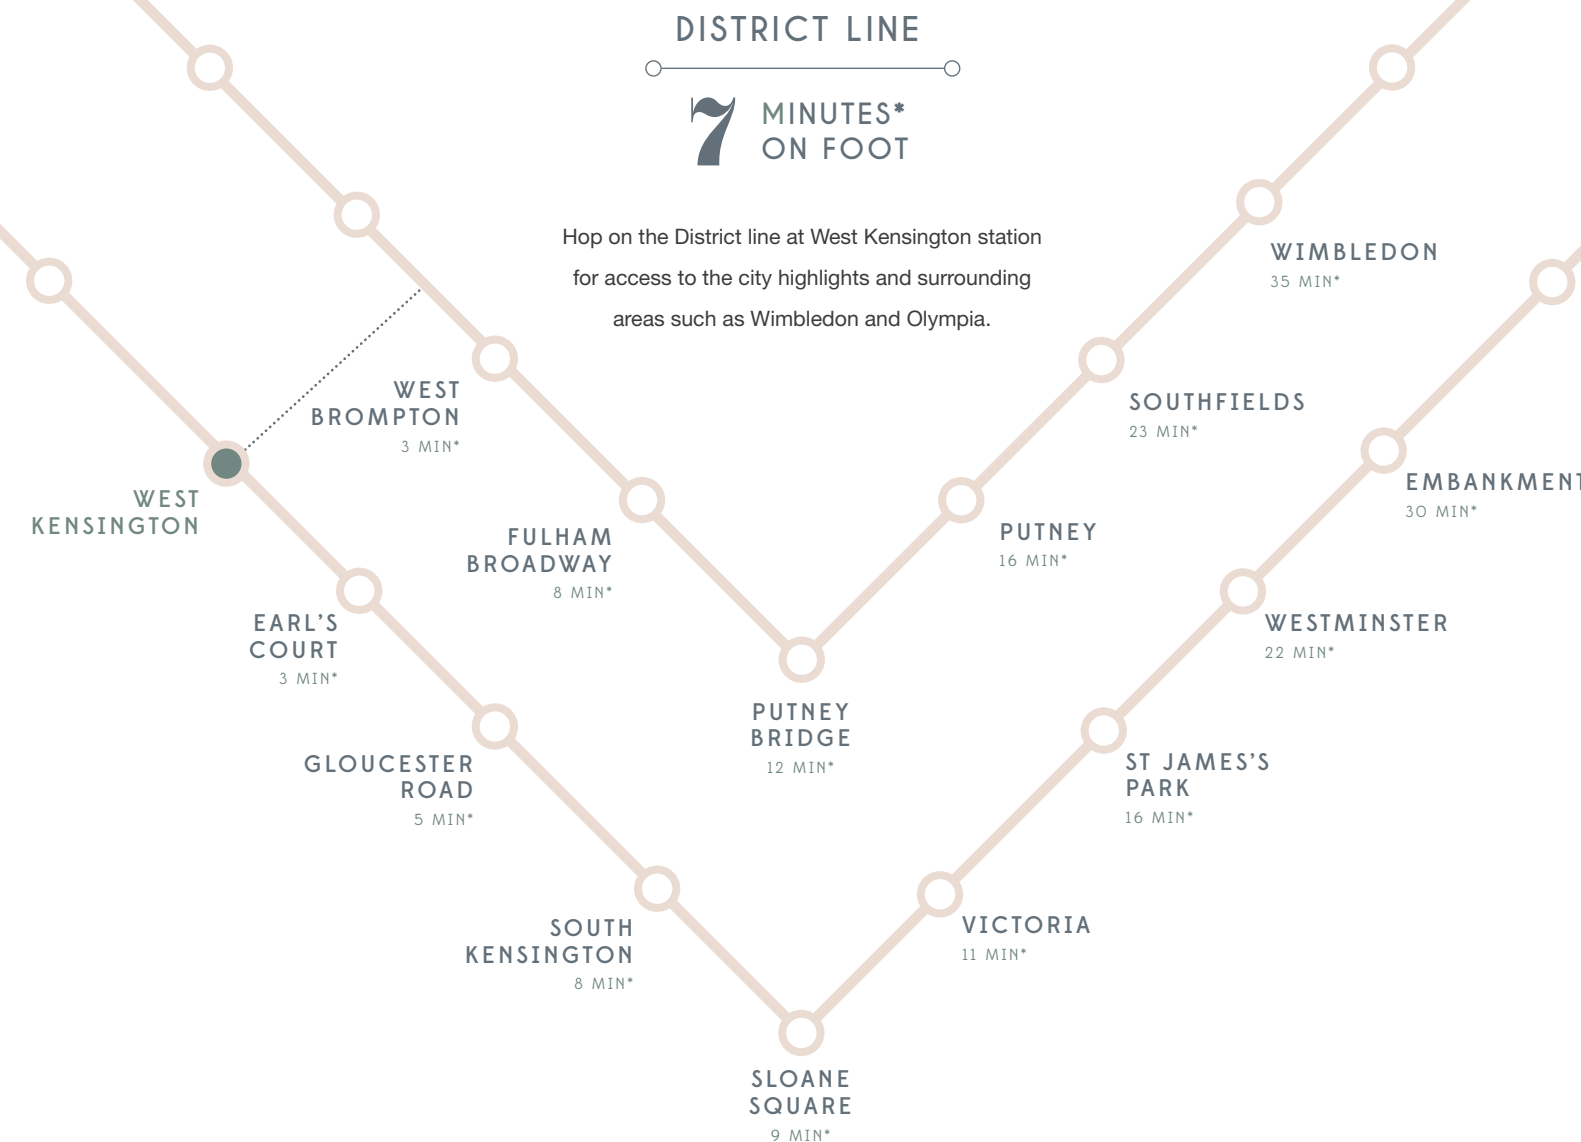 DISTRICT LINE
7 MINUTES*
ON FOOT
Hop on the District line at West Kensington station
for access to the city highlights and surrounding
areas such as Wimbledon and Olympia.
WIMBLEDON
35 MIN*
WEST
BROMPTON
3 MIN*
SOUTHFIELDS
23 MIN*
WEST
KENSINGTON
EMBANKMENT
30 MIN*
FULHAM
BROADWAY
8 MIN*
PUTNEY
16 MIN*
EARL'S
COURT
3 MIN*
WESTMINSTER
22 MIN*
PUTNEY
BRIDGE
12 MIN*
GLOUCESTER
ROAD
5 MIN*
ST JAMES'S
PARK
16 MIN*
SOUTH
KENSINGTON
8 MIN*
VICTORIA
11 MIN*
SLOANE
SQUARE
9 MIN*